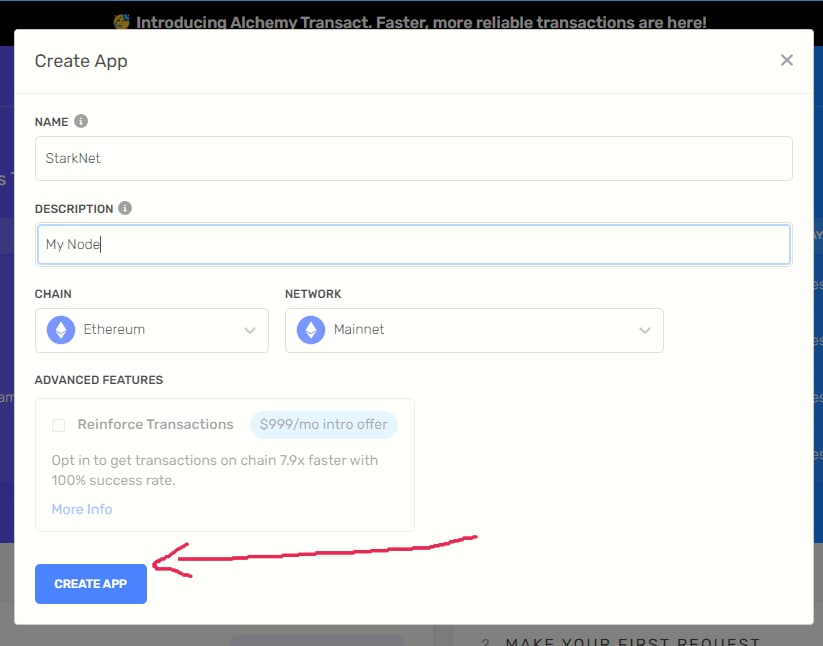 Introducing Alchemy Transact. Faster, more reliable transactions are here!
Create App
NAME
StarkNet
DESCRIPTION
My Node
CHAIN
NETWORK
Ethereum
Mainnet
ADVANCED FEATURES
Reinforce Transactions
$999/mo intro offer
Opt in to get transactions on chain 7.9x faster with
100% success rate.
More Info
CREATE APP
2. MAKE YOUR FIRST REQUEST